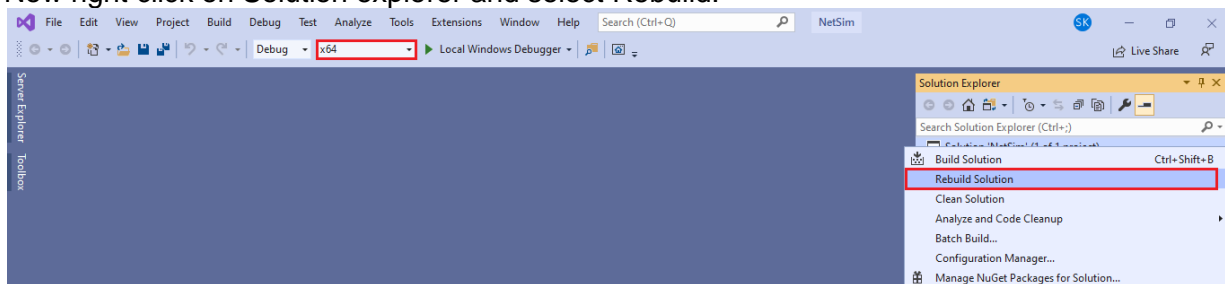 Now right click on Solution explorer and select Rebuild.
File Edit View Project Build Debug Test Analyze Tools Extensions Window Help Search (Ctrl+Q) NetSim SK
Debug x64 Local Windows Debugger Live Share
Server Explorer
Toolbox
Solution Explorer
Search Solution Explorer (Ctrl+;)
Solution 'NetSim' (1 of 1 project)
Build Solution Ctrl+Shift+B
Rebuild Solution
Clean Solution
Analyze and Code Cleanup
Batch Build...
Configuration Manager...
Manage NuGet Packages for Solution...